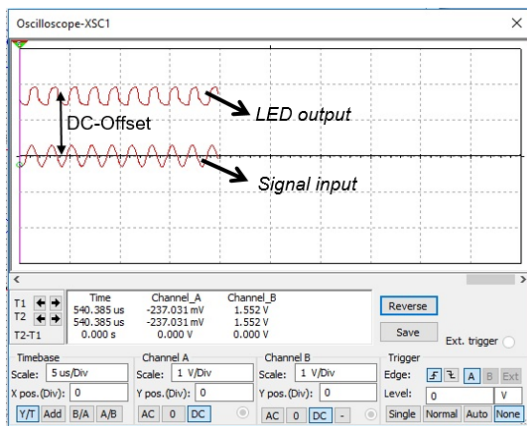 Oscilloscope-XSC1
×
LED output
DC-Offset
Signal input
< >
Time Channel_A Channel_B
T1 540.385 us -237.031 mV 1.552 V
T2 540.385 us -237.031 mV 1.552 V
T2-T1 0.000 s 0.000 V 0.000 V
Reverse
Save
Ext. trigger
Timebase Channel A Channel B Trigger
Scale: 5 us/Div Scale: 1 V/Div Scale: 1 V/Div Edge: A B Ext
X pos.(Div): 0 Y pos.(Div): 0 Y pos.(Div): 0 Level: 0 V
Y/T Add B/A A/B AC 0 DC AC 0 DC - Single Normal Auto None